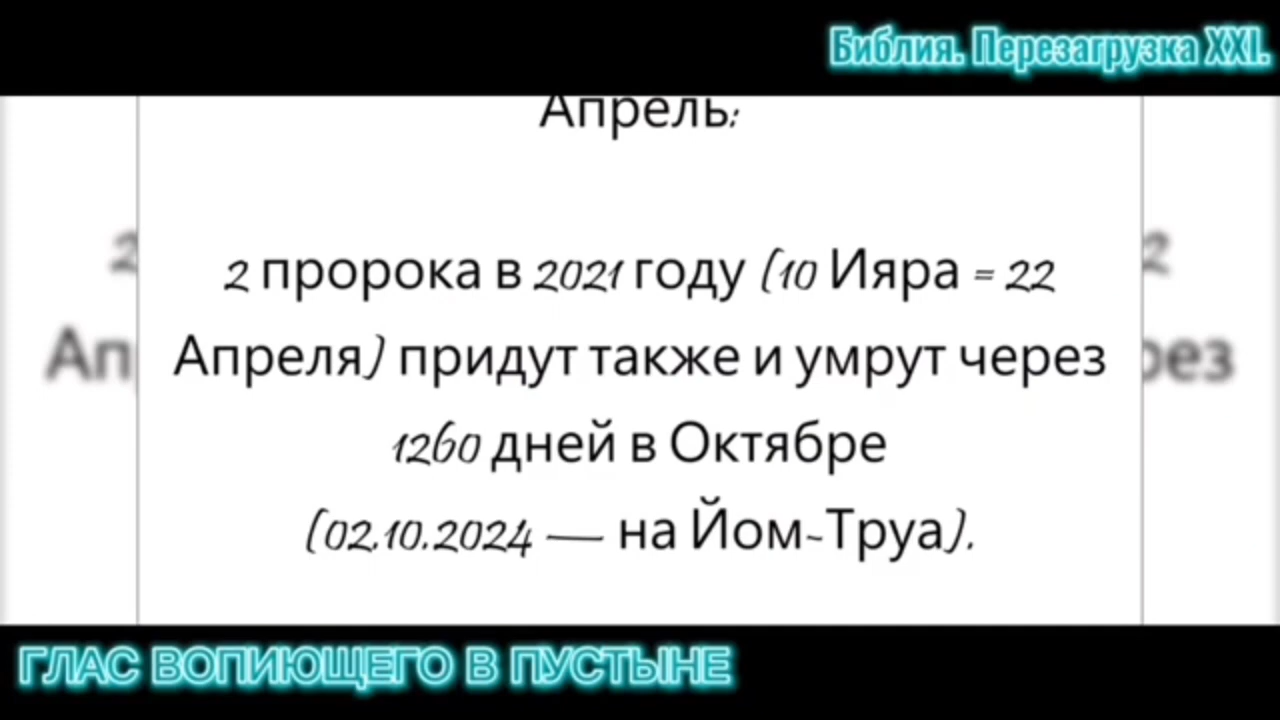 Библия. Перезагрузка XXI.
Апрель:
2 пророка в 2021 году (10 Ияра = 22
Апреля) придут также и умрут через
1260 дней в Октябре
(02.10.2024 — на Йом-Труа).
ГЛАС ВОПИЮЩЕГО В ПУСТЫНЕ